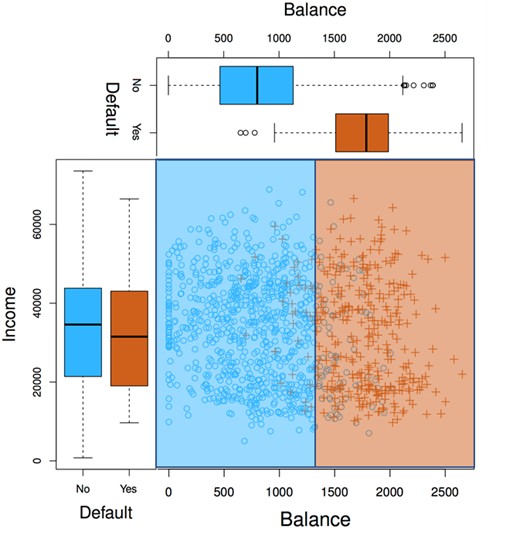 Balance
0 500 1000 1500 2000 2500
No
Yes
Default
60000
40000
20000
0
Income
No Yes
Default
0 500 1000 1500 2000 2500
Balance